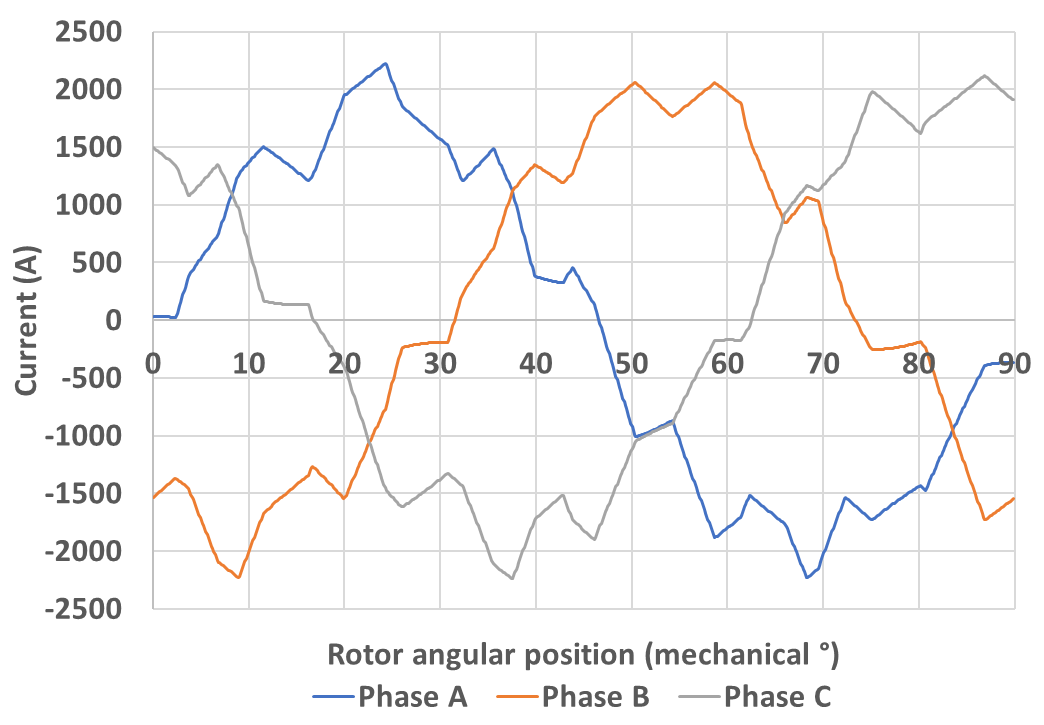 2500
2000
1500
1000
500
0
-500
-1000
-1500
-2000
-2500
Current (A)
0 10 20 30 40 50 60 70 80 90
Rotor angular position (mechanical °)
Phase A Phase B Phase C